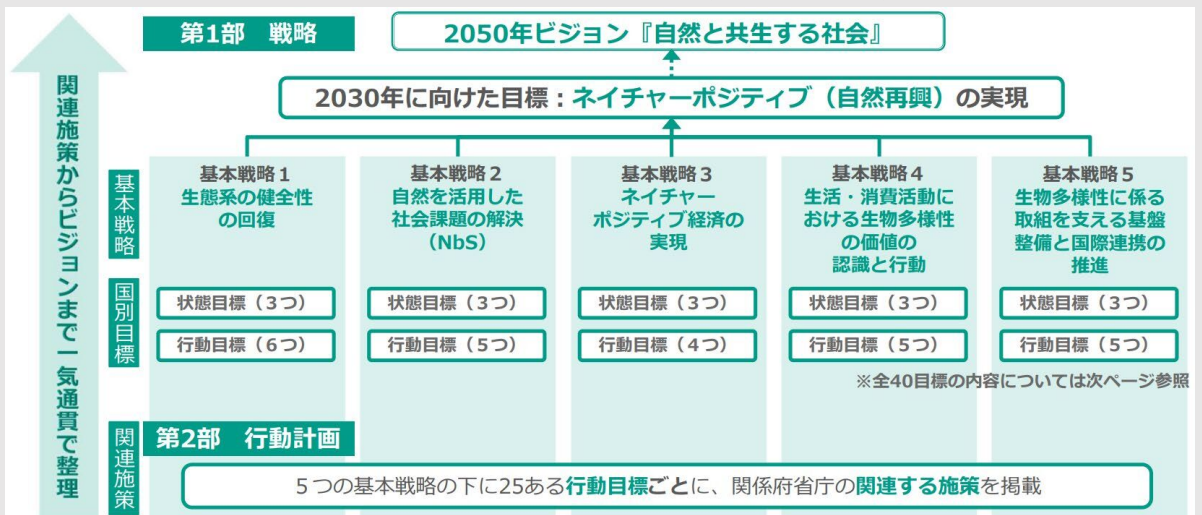 第1部 戦略
2050年ビジョン『自然と共生する社会』
2030年に向けた目標：ネイチャーポジティブ（自然再興）の実現
関連施策からビジョンまで一気通貫で整理
基本戦略
基本戦略１
生態系の健全性
の回復
基本戦略２
自然を活用した
社会課題の解決
（NbS）
基本戦略３
ネイチャー
ポジティブ経済の
実現
基本戦略４
生活・消費活動に
おける生物多様性
の価値の
認識と行動
基本戦略５
生物多様性に係る
取組を支える基盤
整備と国際連携の
推進
国別目標
状態目標（３つ）
状態目標（３つ）
状態目標（３つ）
状態目標（３つ）
状態目標（３つ）
行動目標（６つ）
行動目標（５つ）
行動目標（４つ）
行動目標（５つ）
行動目標（５つ）
※全40目標の内容については次ページ参照
関連施策
第2部 行動計画
５つの基本戦略の下に25ある行動目標ごとに、関係府省庁の関連する施策を掲載